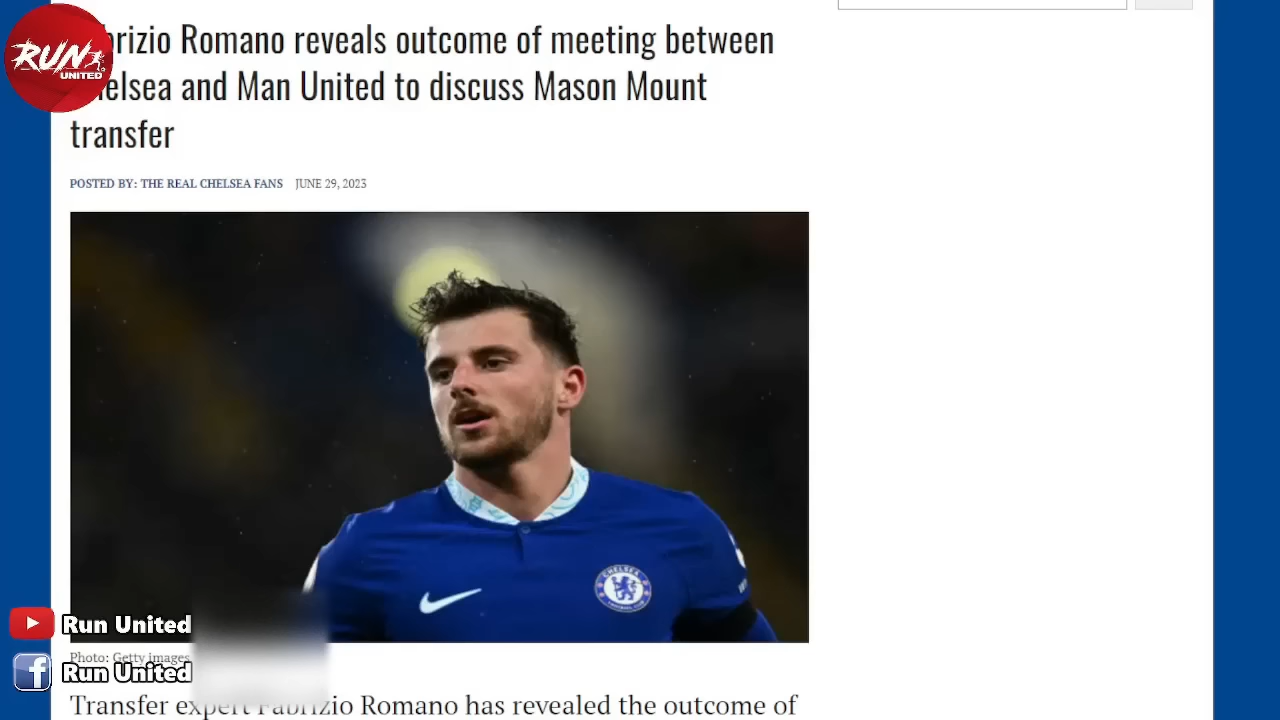 RUN
UNITED
brizio Romano reveals outcome of meeting between
elsea and Man United to discuss Mason Mount
transfer
POSTED BY: THE REAL CHELSEA FANS JUNE 29, 2023
CHELSEA
Run United
Photo: Getty images
Run United
Transfer expert Fabrizio Romano has revealed the outcome of